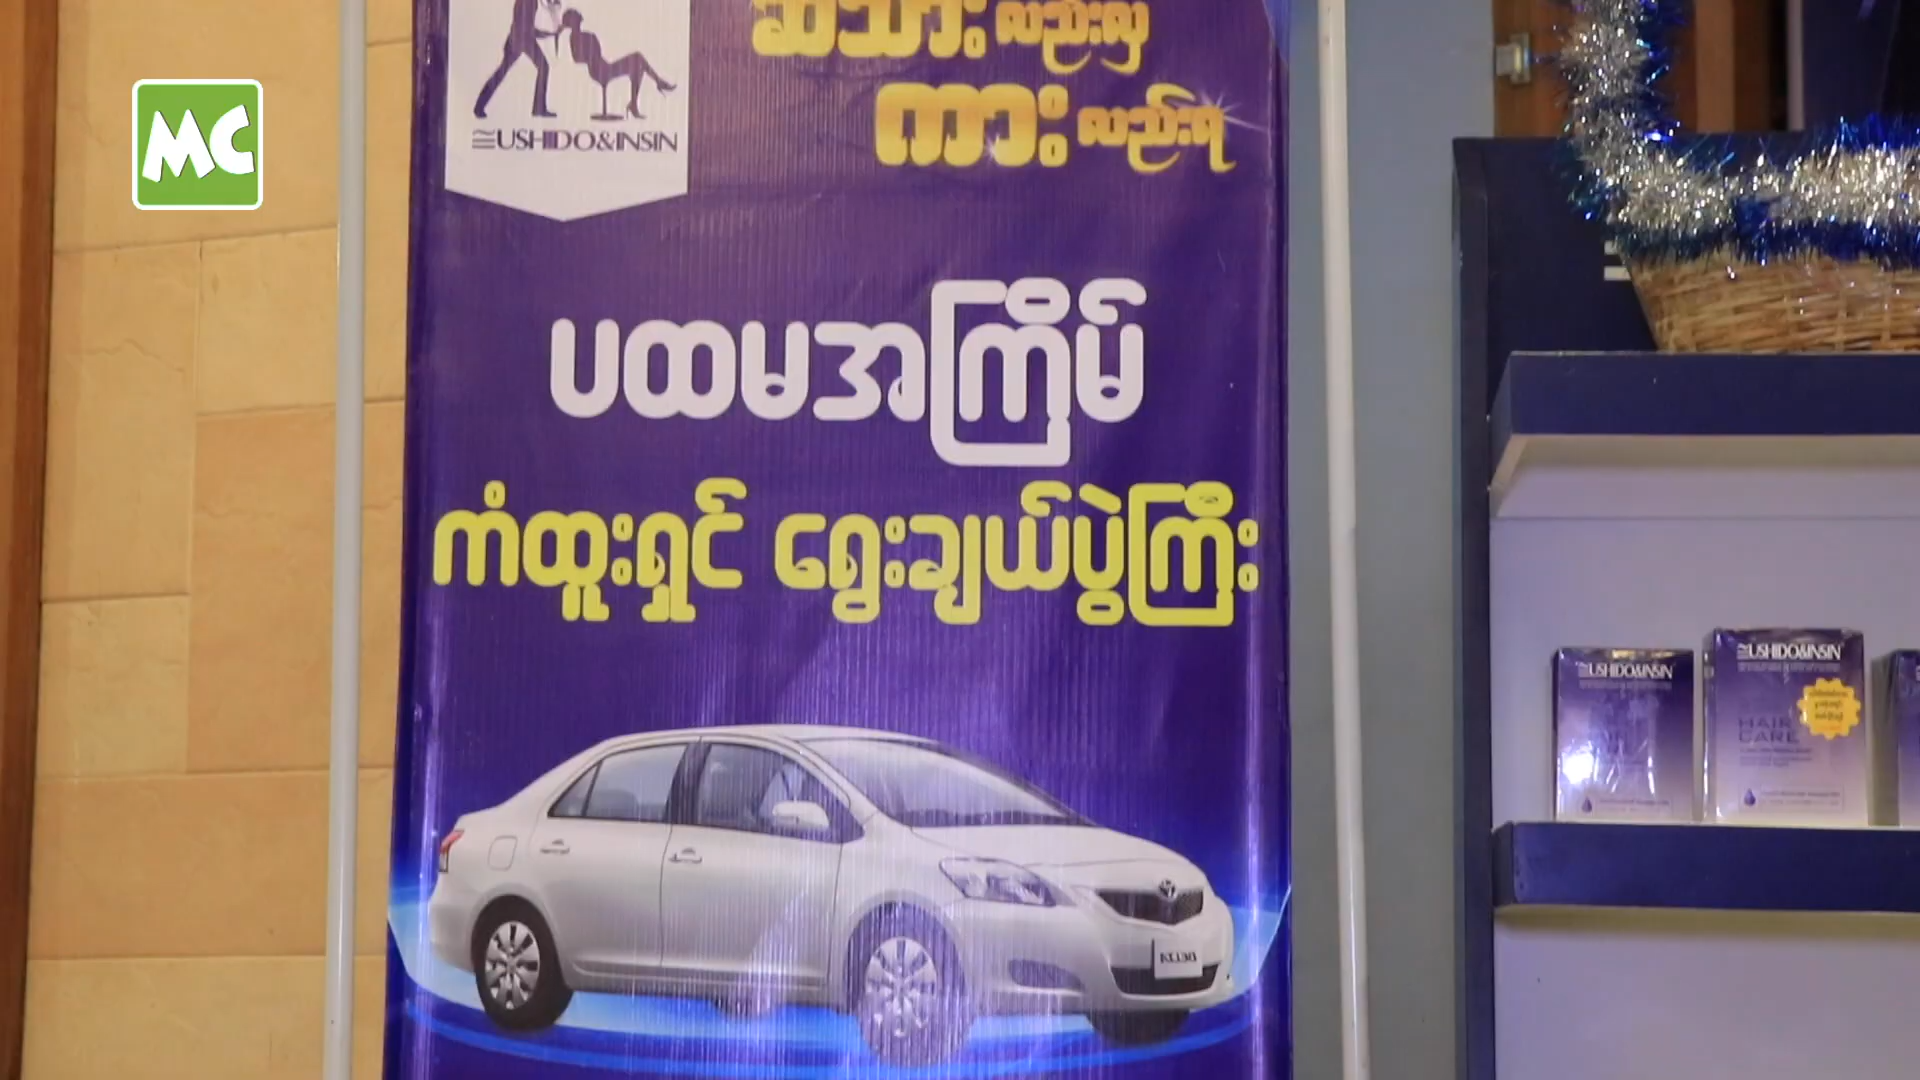 MC
ဆံသားလည်းလှ
ကားလည်းရ
USHIDO&INSIN
ပထမအကြိမ်
ကံထူးရှင် ရွေးချယ်ပွဲကြီး
USHIDO&INSIN
USHIDO&INSIN
HAIR
CARE